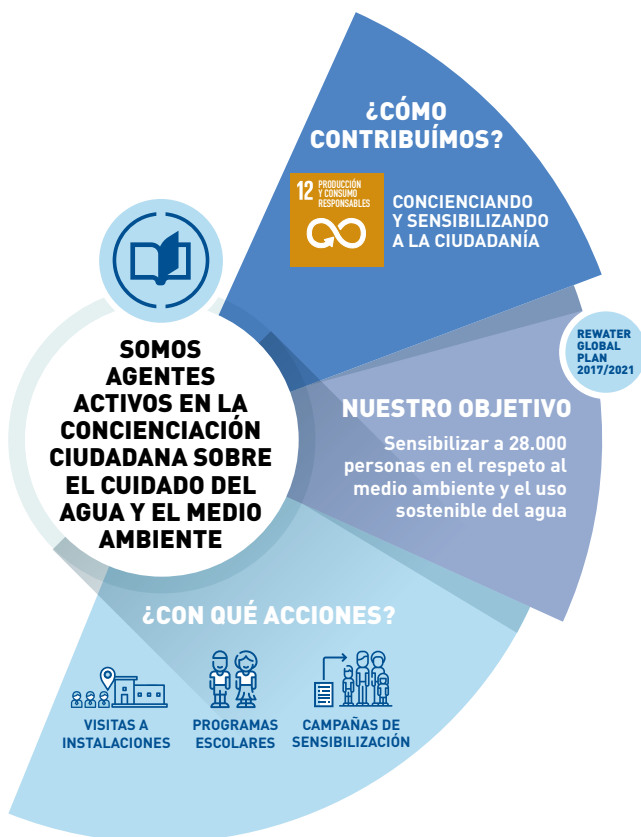 ¿CÓMO
CONTRIBUÍMOS?
12 PRODUCCIÓN
Y CONSUMO
RESPONSABLES
CONCIENCIANDO
Y SENSIBILIZANDO
A LA CIUDADANÍA
SOMOS
AGENTES
ACTIVOS EN LA
CONCIENCIACIÓN
CIUDADANA SOBRE
EL CUIDADO DEL
AGUA Y EL MEDIO
AMBIENTE
REWATER
GLOBAL
PLAN
2017/2021
NUESTRO OBJETIVO
Sensibilizar a 28.000
personas en el respeto al
medio ambiente y el uso
sostenible del agua
¿CON QUÉ ACCIONES?
VISITAS A
INSTALACIONES
PROGRAMAS
ESCOLARES
CAMPAÑAS DE
SENSIBILIZACIÓN